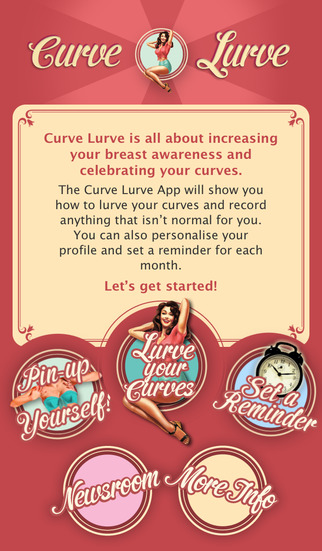 Curve Lurve
Curve Lurve is all about increasing
your breast awareness and
celebrating your curves.
The Curve Lurve App will show you
how to lurve your curves and record
anything that isn't normal for you.
You can also personalise your
profile and set a reminder for each
month.
Let's get started!
Pin-up
Yourself!
Lurve
your
Curves
Set a
Reminder
Newsroom
More Info